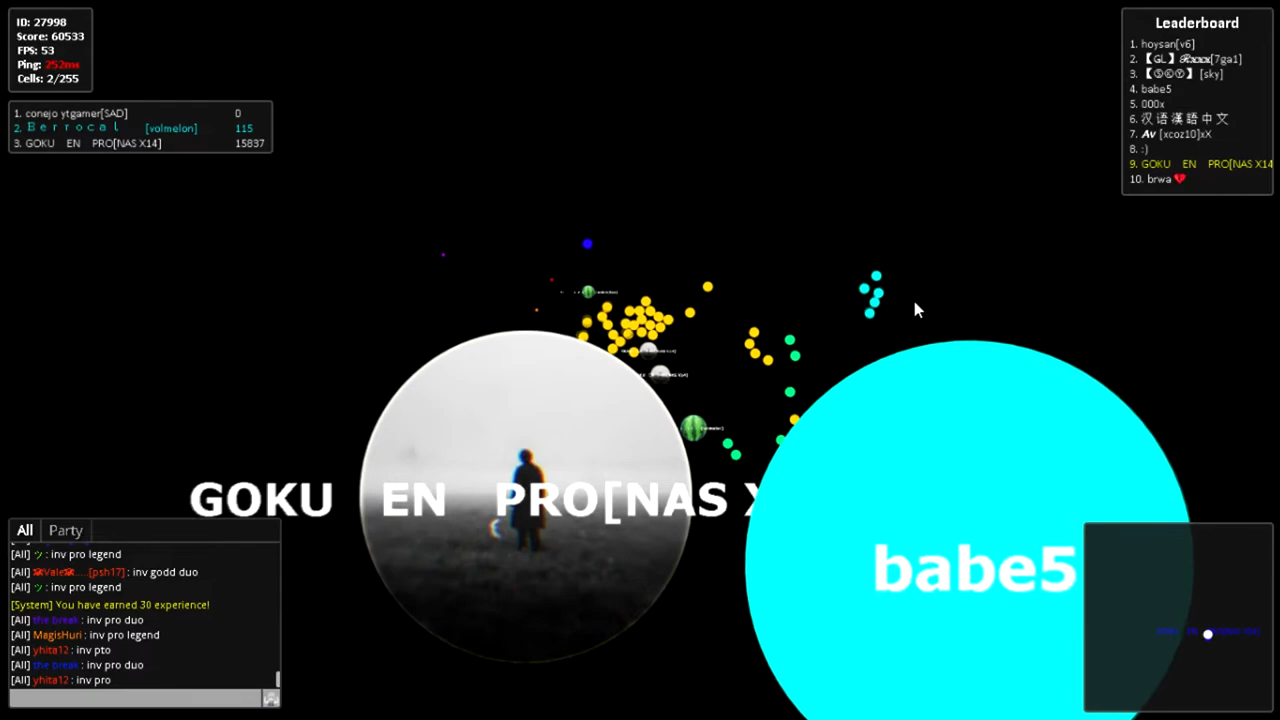 ID: 27998
Score: 60533
FPS: 53
Ping: 252ms
Cells: 2/255
1. conejo ytgamer[SAD] 0
2. B e r r o c a l [volmelon] 115
3. GOKU EN PRO[NAS X14] 15837
Leaderboard
1. hoysan[v6]
2. 【GL】ℛ𝓍𝓍𝓍[7ga1]
3. 【ⓈⓀⓎ】 [sky]
4. babe5
5. 000x
6. 汉 语 漢 語 中 文
7. Av [xcoz10]xX
8. :)
9. GOKU EN PRO[NAS X14
10. brwa 💔
GOKU EN PRO[NAS X
babe5
All Party
[All] ツ : inv pro legend
[All] Vale.....[psh17] : inv godd duo
[All] ツ : inv pro legend
[System] You have earned 30 experience!
[All] the break : inv pro duo
[All] MagisHuri : inv pro legend
[All] yhita12 : inv pto
[All] the break : inv pro duo
[All] yhita12 : inv pro